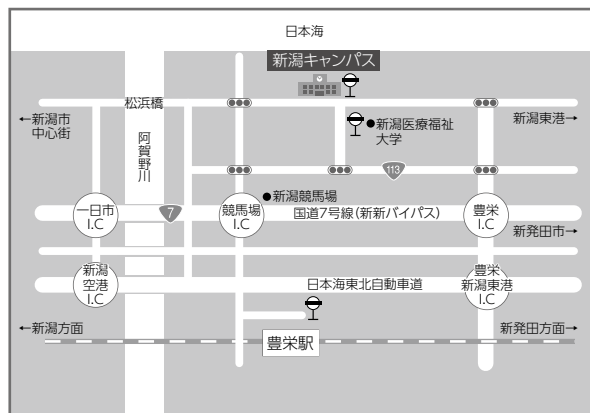 日本海
新潟キャンパス
松浜橋
←新潟市
中心街
阿賀野川
●新潟医療福祉
大学
新潟東港→
113
●新潟競馬場
一日市
I.C
7
競馬場
I.C
国道7号線(新新バイパス)
豊栄
I.C
新発田市→
新潟
空港
I.C
日本海東北自動車道
豊栄
新潟東港
I.C
←新潟方面
豊栄駅
新発田方面→